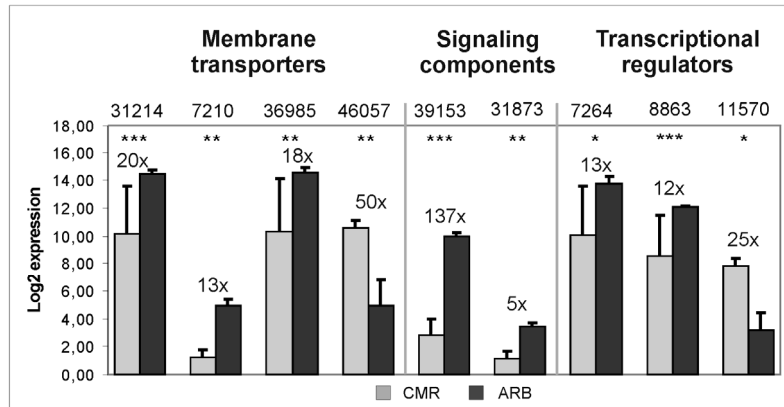 Membrane transporters
Signaling components
Transcriptional regulators
31214 7210 36985 46057 39153 31873 7264 8863 11570
18,00
16,00
14,00
12,00
10,00
8,00
6,00
4,00
2,00
0,00
Log2 expression
*** ** ** ** *** ** * *** *
20x 13x 18x 50x 137x 5x 13x 12x 25x
CMR ARB